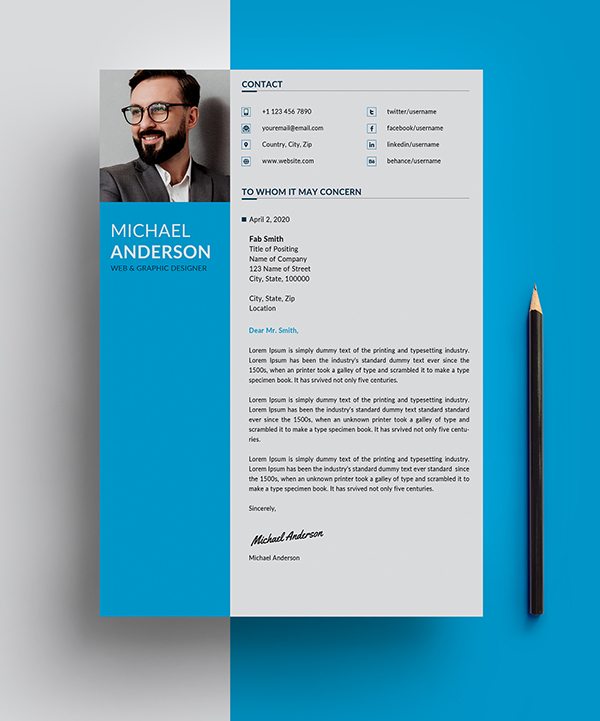 CONTACT
+1 123 456 7890
twitter/username
youremail@email.com
facebook/username
Country, City, Zip
linkedin/username
www.website.com
behance/username
TO WHOM IT MAY CONCERN
MICHAEL
ANDERSON
WEB & GRAPHIC DESIGNER
April 2, 2020
Fab Smith
Title of Positing
Name of Company
123 Name of Street
City, State, 100000
City, State, Zip
Location
Dear Mr. Smith,
Lorem Ipsum is simply dummy text of the printing and typesetting industry.
Lorem Ipsum has been the industry's standard dummy text ever since the
1500s, when an printer took a galley of type and scrambled it to make a type
specimen book. It has srvived not only five centuries.
Lorem Ipsum is simply dummy text of the printing and typesetting industry.
Lorem Ipsum has been the industry's standard dummy text ever since the
1500s, when an unknown printer took a galley of type and scrambled it to
make a type specimen book. It has srvived not only five centu-
ries.
Lorem Ipsum is simply dummy text of the printing and typesetting industry.
Lorem Ipsum has been the industry's standard dummy text ever since the
1500s, when an unknown printer took a galley of type and scrambled it to
make a type specimen book. It has srvived not only five centuries.
Sincerely,
Michael Anderson
Michael Anderson